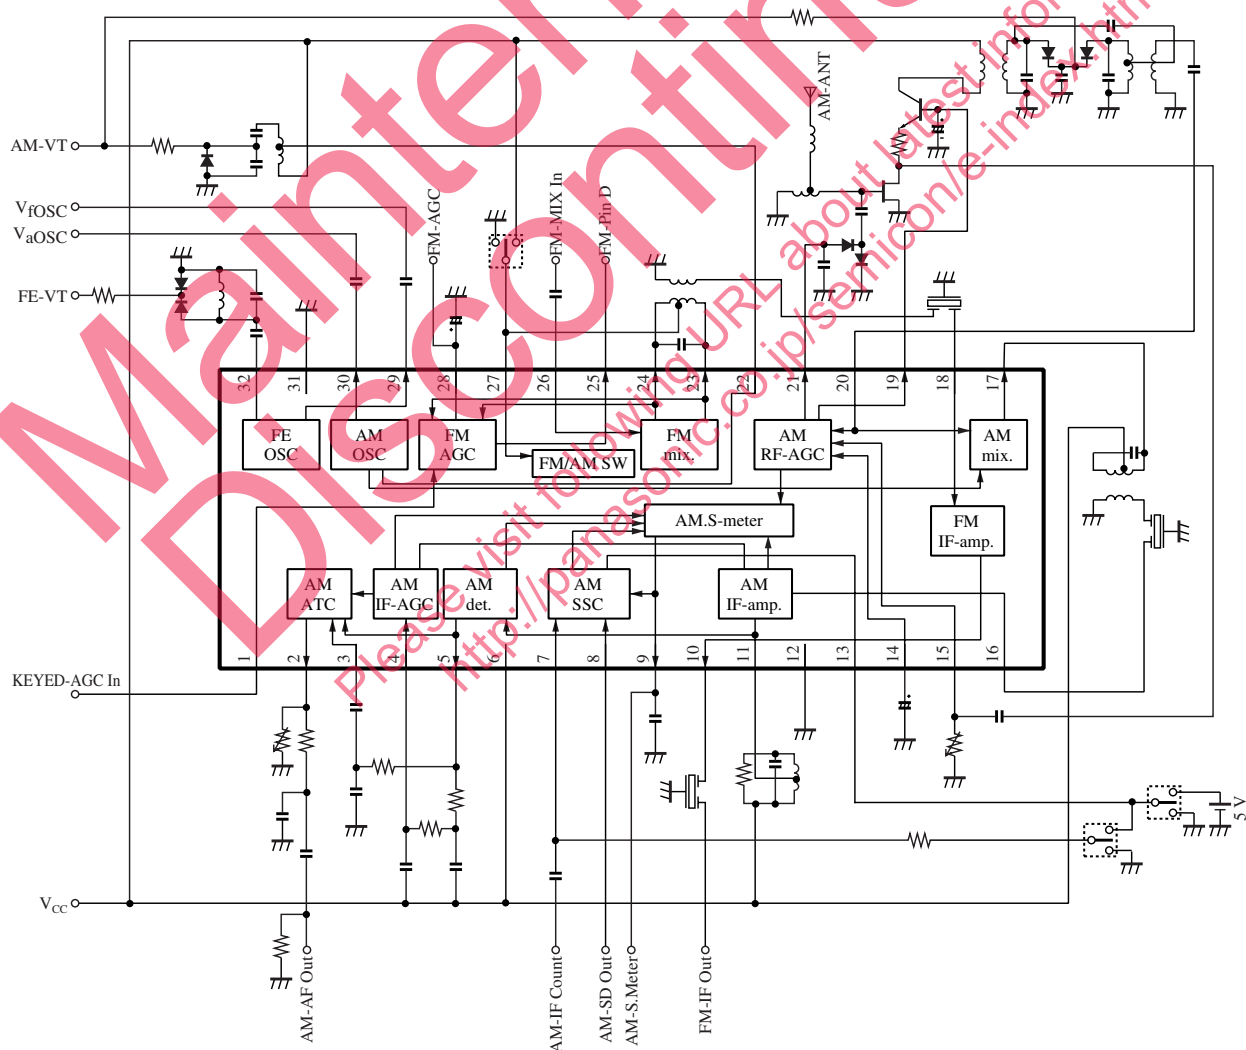 AM-VT
VfOSC
VaOSC
FE-VT
KEYED-AGC In
VCC
FM-AGC
FM-MIX In
FM-Pin D
AM-ANT
32
31
30
29
28
27
26
25
24
23
22
21
20
19
18
17
FE
OSC
AM
OSC
FM
AGC
FM/AM SW
FM
mix.
AM
RF-AGC
AM
mix.
AM.S-meter
FM
IF-amp.
AM
ATC
AM
IF-AGC
AM
det.
AM
SSC
AM
IF-amp.
1
2
3
4
5
6
7
8
9
10
11
12
13
14
15
16
5 V
AM-AF Out
AM-IF Count
AM-SD Out
AM-S.Meter
FM-IF Out
Mainten
Discontin
Please visit following URL about latest infor
http://panasonic.co.jp/semicon/e-index.htm